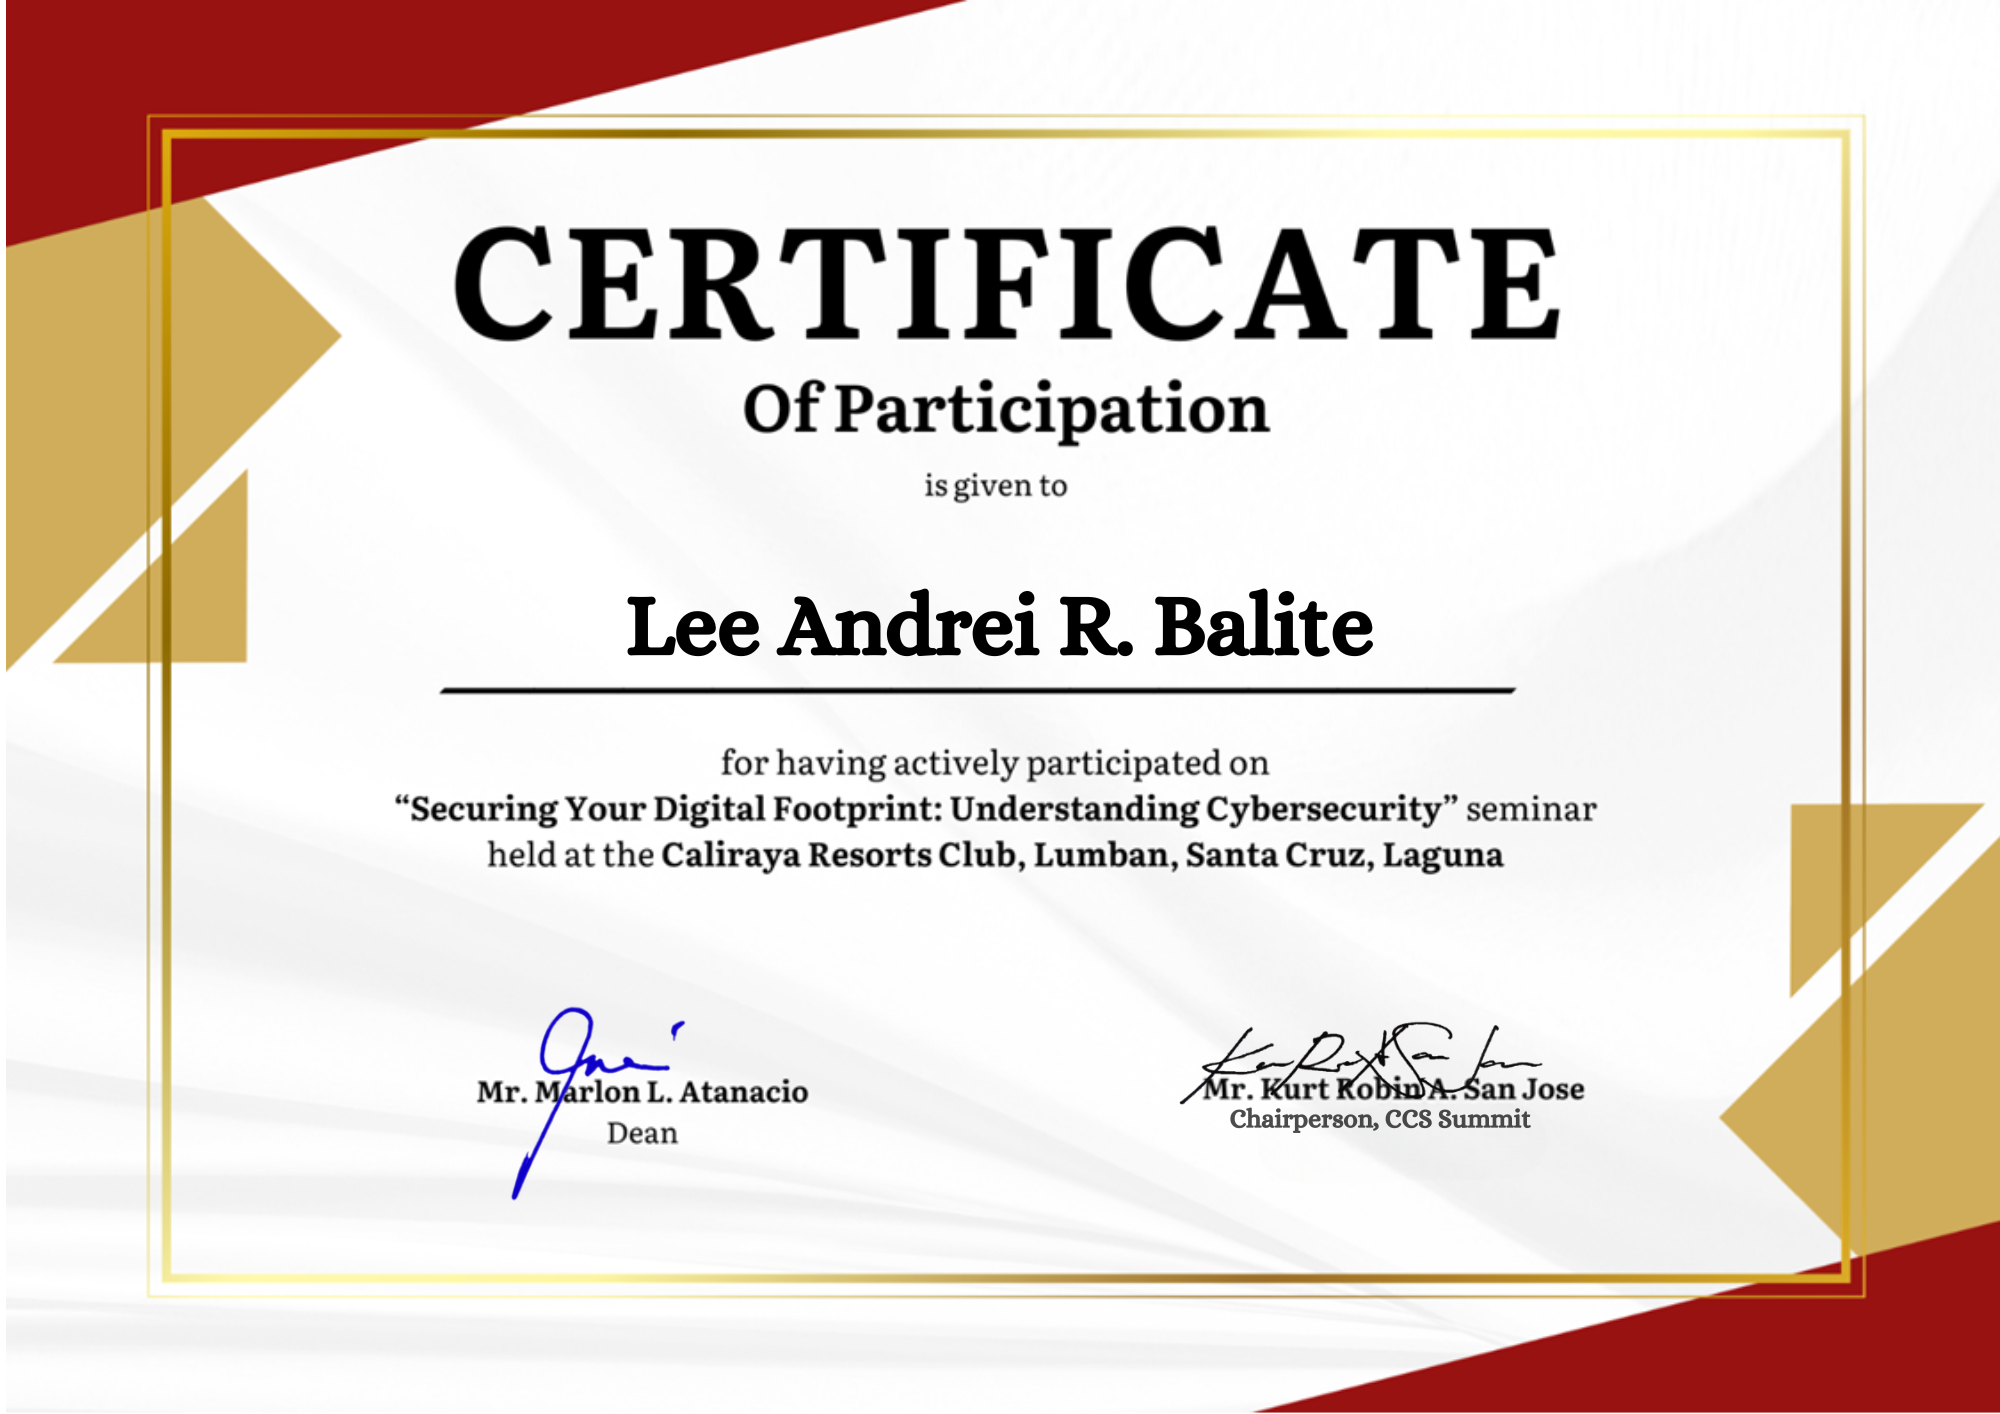 CERTIFICATE
Of Participation
is given to
Lee Andrei R. Balite
for having actively participated on
“Securing Your Digital Footprint: Understanding Cybersecurity” seminar
held at the Caliraya Resorts Club, Lumban, Santa Cruz, Laguna
Mr. Marlon L. Atanacio
Dean
Mr. Kurt Robin A. San Jose
Chairperson, CCS Summit